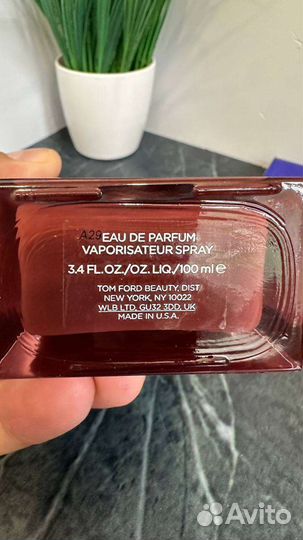 A29
EAU DE PARFUM
VAPORISATEUR SPRAY
3.4 FL. OZ./OZ. LIQ./100 ml ℮
TOM FORD BEAUTY, DIST
NEW YORK, NY 10022
WLB LTD, GU32 3DD, UK
MADE IN U.S.A.
Avito